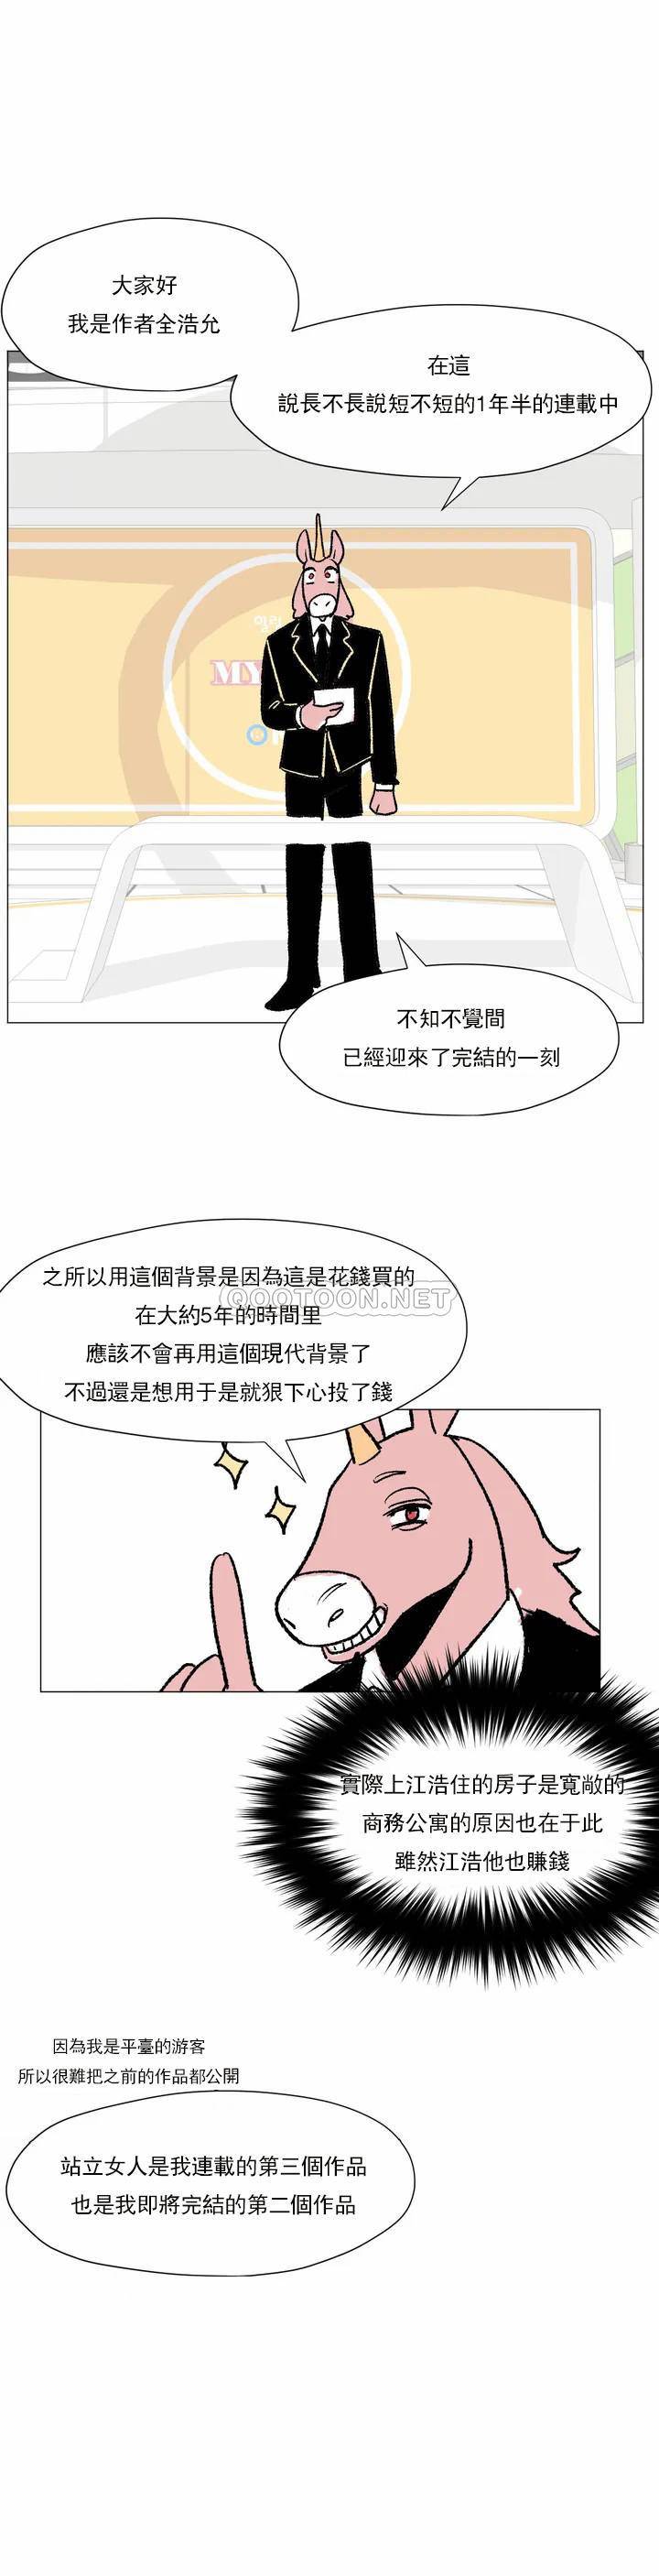 大家好
我是作者全浩允
在這
說長不長說短不短的1年半的連載中
MY
不知不覺間
已經迎來了完結的一刻
之所以用這個背景是因為這是花錢買的
QOOTOON.NET
在大約5年的時間里
應該不會再用這個現代背景了
不過還是想用于是就狠下心投了錢
實際上江浩住的房子是寬敞的
商務公寓的原因也在于此
雖然江浩他也賺錢
因為我是平臺的游客
所以很難把之前的作品都公開
站立女人是我連載的第三個作品
也是我即將完結的第二個作品